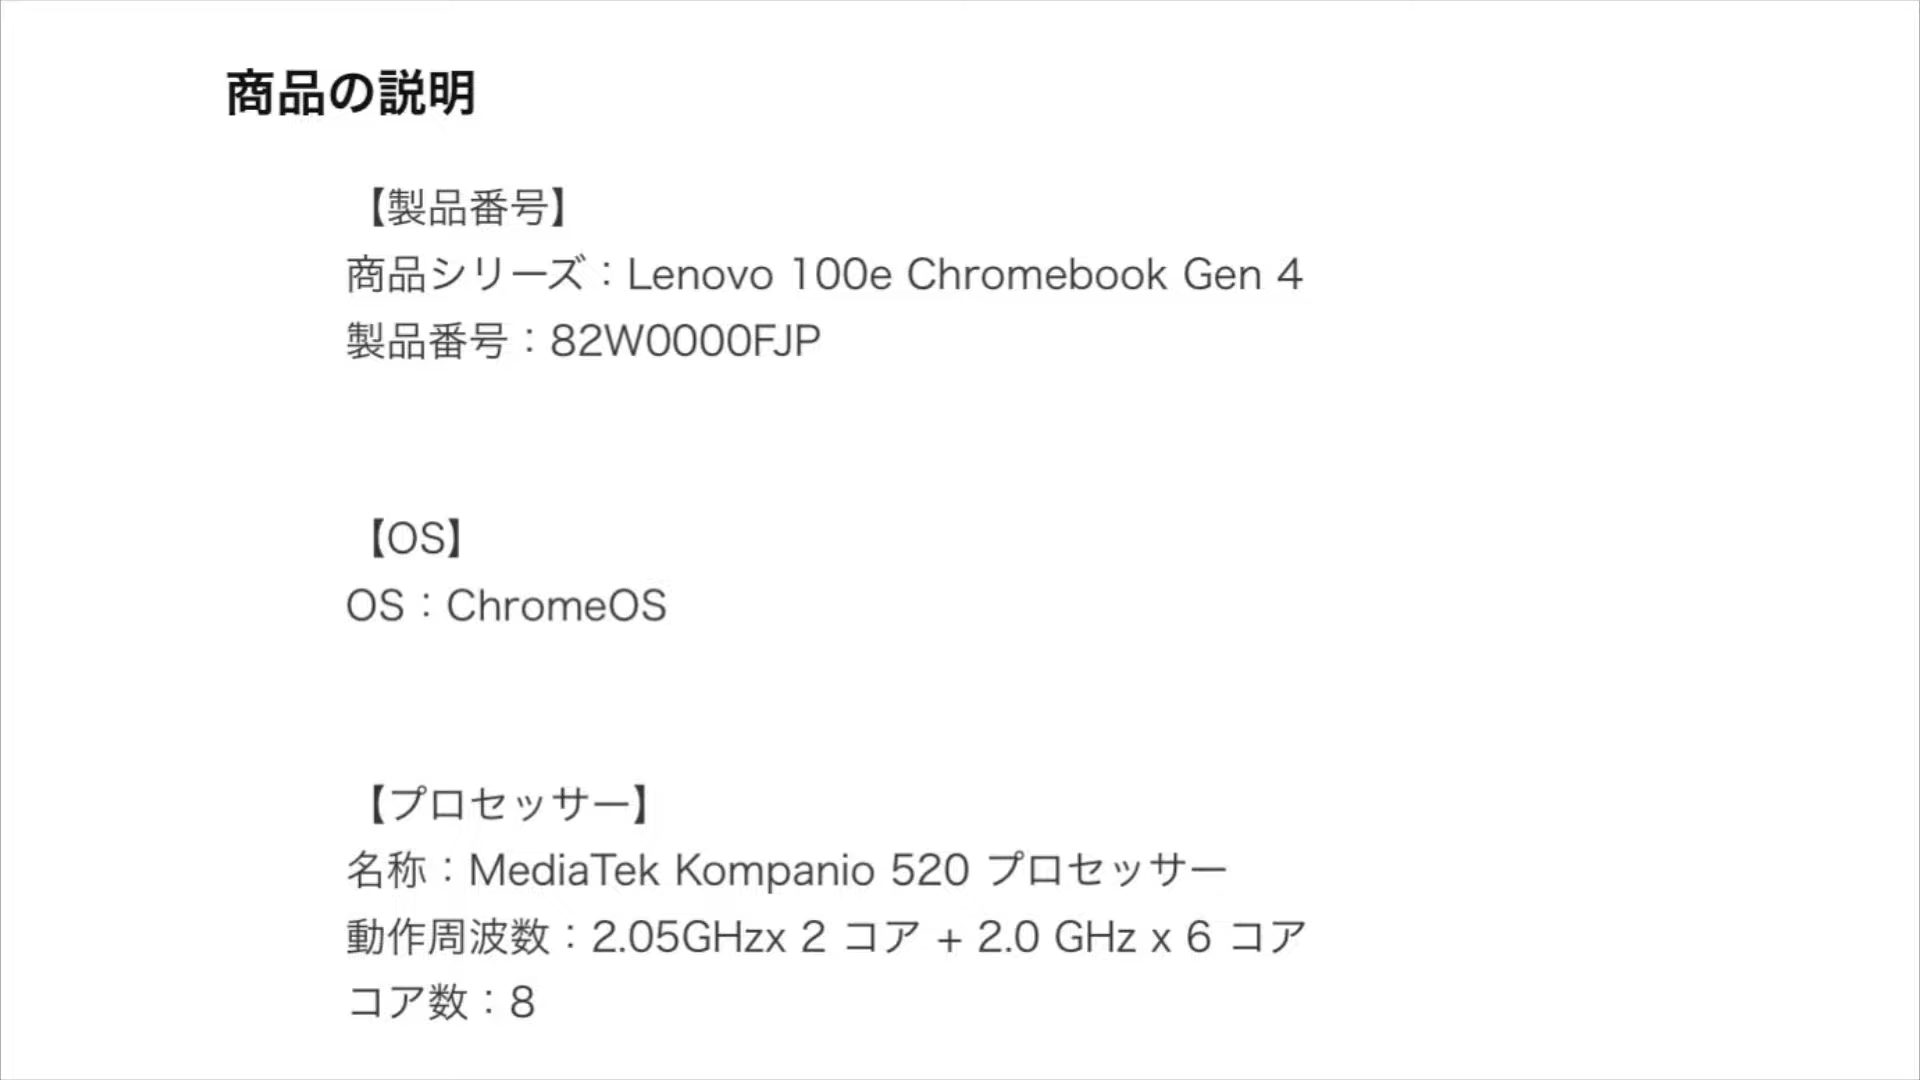 商品の説明
【製品番号】
商品シリーズ：Lenovo 100e Chromebook Gen 4
製品番号：82W0000FJP
【OS】
OS：ChromeOS
【プロセッサー】
名称：MediaTek Kompanio 520 プロセッサー
動作周波数：2.05GHzx 2 コア + 2.0 GHz x 6 コア
コア数：8